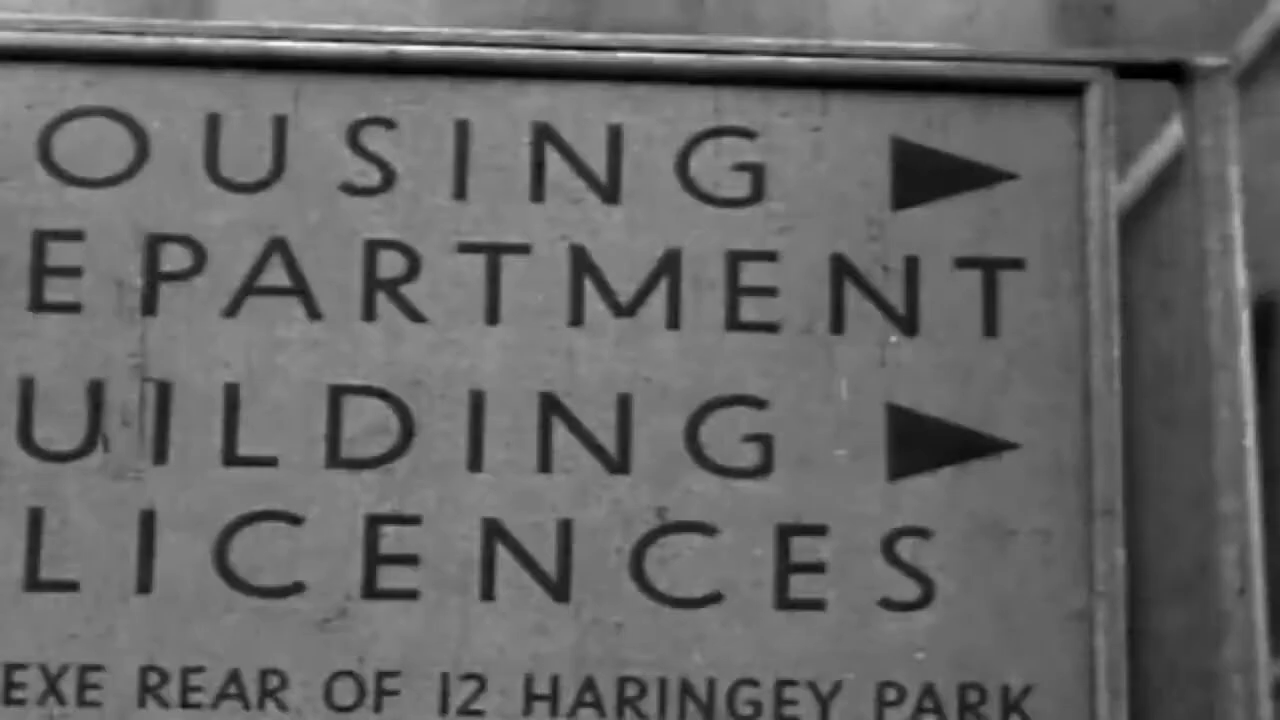 OUSING ►
EPARTMENT
UILDING ►
LICENCES
EXE REAR OF 12 HARINGEY PARK